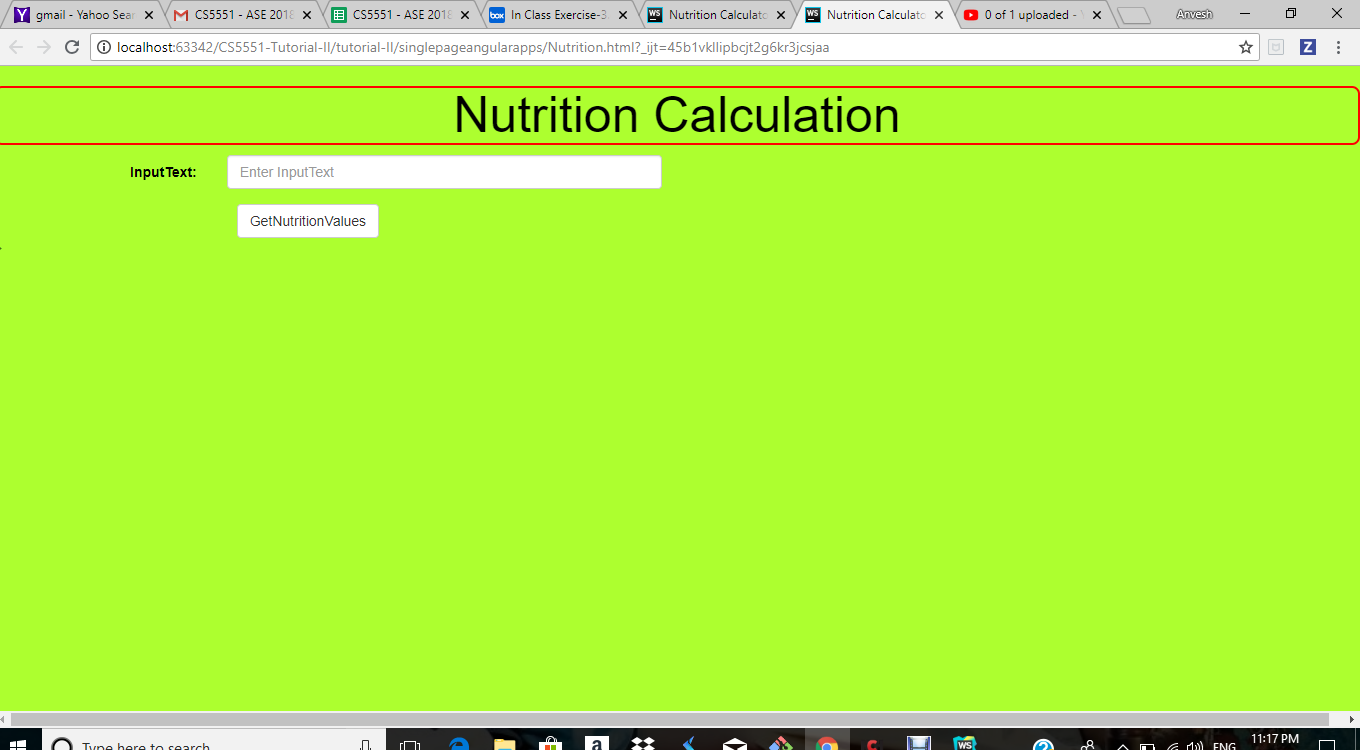 gmail - Yahoo Sear CS5551 - ASE 2018 CS5551 - ASE 2018 In Class Exercise-3. Nutrition Calculato Nutrition Calculato 0 of 1 uploaded - Anvesh
localhost:63342/CS5551-Tutorial-II/tutorial-II/singlepageangularapps/Nutrition.html?_ijt=45b1vkllipbcjt2g6kr3jcsjaa
Nutrition Calculation
InputText: Enter InputText
GetNutritionValues
Type here to search
ENG 11:17 PM